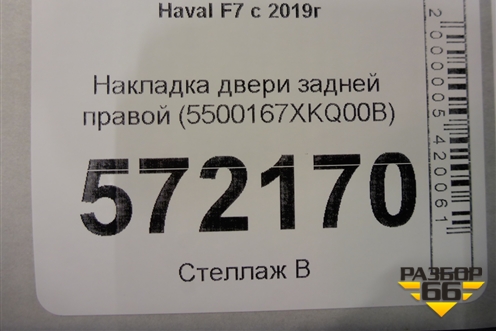 Haval F7 с 2019г
Накладка двери задней
правой (5500167XKQ00B)
572170
Стеллаж В
2000005420061
РАЗБОР
66